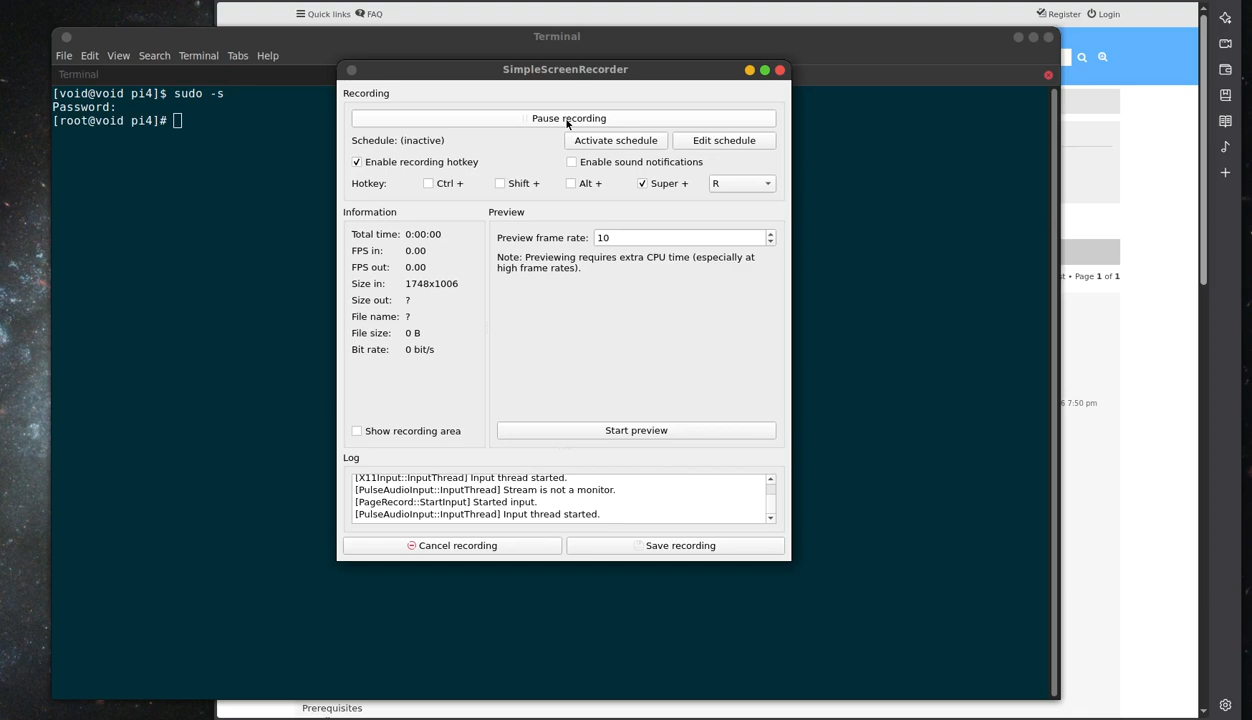 Quick links FAQ Register Login
Terminal
File Edit View Search Terminal Tabs Help
Terminal
[void@void pi4]$ sudo -s
Password:
[root@void pi4]#
SimpleScreenRecorder
Recording
Pause recording
Schedule: (inactive) Activate schedule Edit schedule
Enable recording hotkey Enable sound notifications
Hotkey: Ctrl + Shift + Alt + Super + R
Information
Total time: 0:00:00
FPS in: 0.00
FPS out: 0.00
Size in: 1748x1006
Size out: ?
File name: ?
File size: 0 B
Bit rate: 0 bit/s
Show recording area
Preview
Preview frame rate: 10
Note: Previewing requires extra CPU time (especially at
high frame rates).
Start preview
Log
[X11Input::InputThread] Input thread started.
[PulseAudioInput::InputThread] Stream is not a monitor.
[PageRecord::StartInput] Started input.
[PulseAudioInput::InputThread] Input thread started.
Cancel recording Save recording
• Page 1 of 1
7:50 pm
Prerequisites